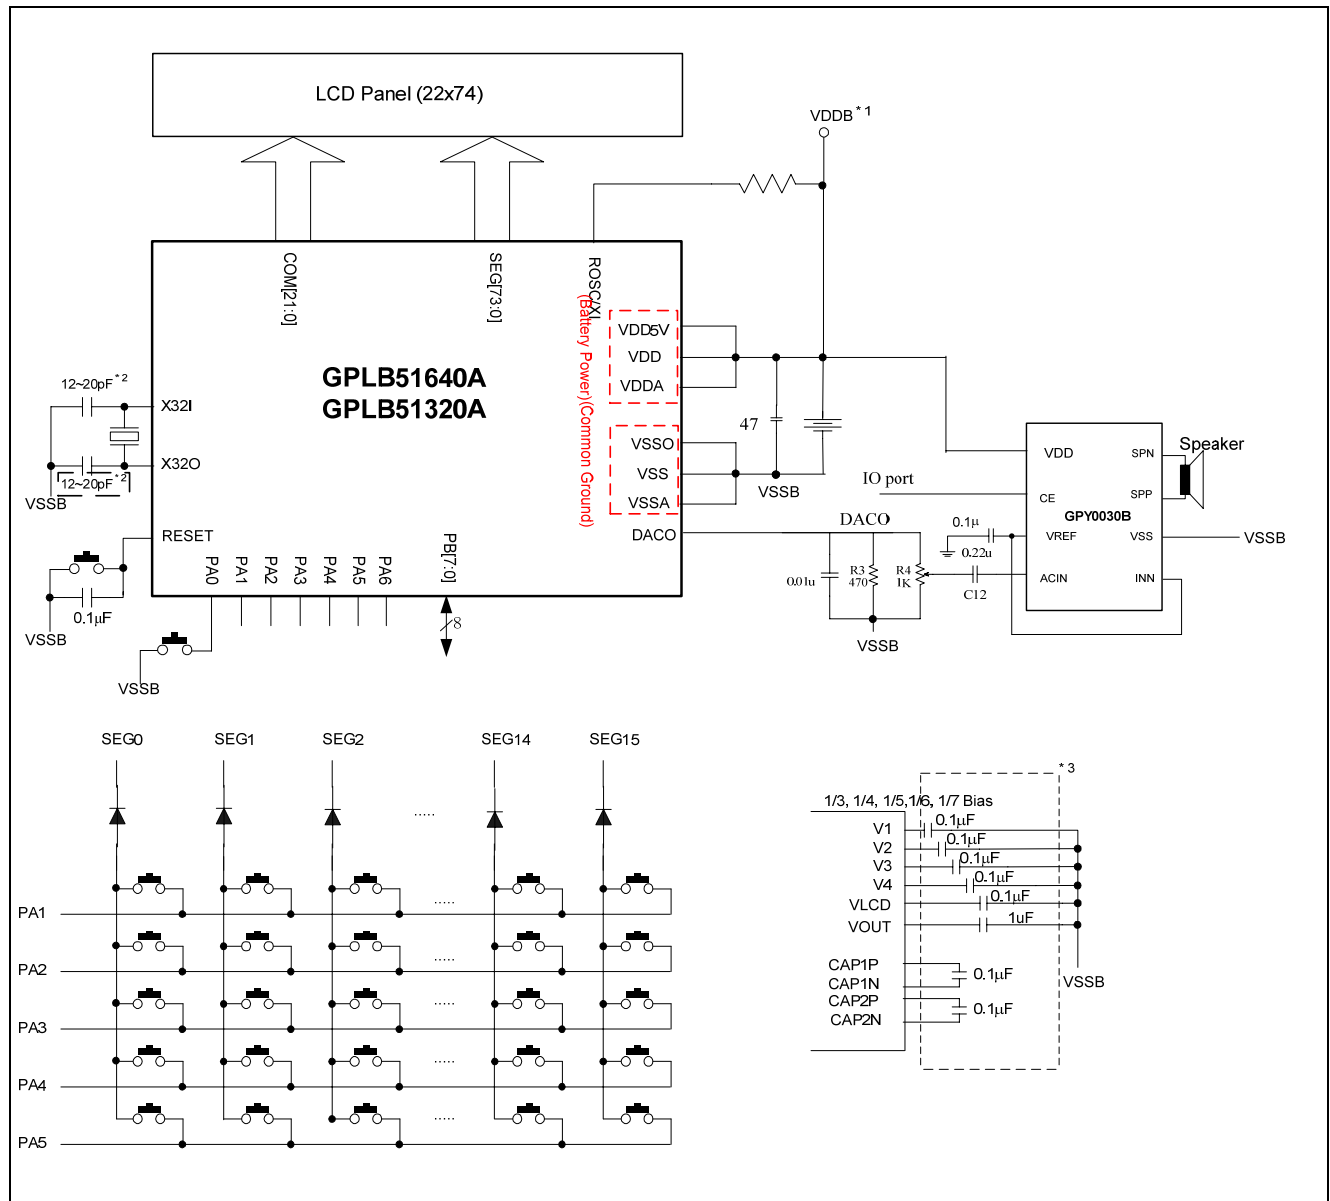 LCD Panel (22x74)
VDDB *1
COM[21:0]
SEG[73:0]
ROSC/XI
(Battery Power)(Common Ground)
VDD5V
VDD
VDDA
GPLB51640A
GPLB51320A
12~20pF*2
X32I
X32O
12~20pF*2
VSSB
47
VSSO
VSS
VSSA
VSSB
Speaker
VDD
SPN
IO port
CE
SPP
GPY0030B
RESET
DACO
DACO
0.1μ
VREF
VSS
VSSB
0.22u
ACIN
INN
C12
PA0
PA1
PA2
PA3
PA4
PA5
PA6
PB[7:0]
8
0.01u
R3
470
R4
1K
VSSB
0.1μF
VSSB
VSSB
SEG0
SEG1
SEG2
SEG14
SEG15
*3
1/3, 1/4, 1/5,1/6, 1/7 Bias
.....
V1
0.1μF
V2
0.1μF
V3
0.1μF
V4
0.1μF
VLCD
0.1μF
VOUT
1uF
CAP1P
CAP1N
0.1μF
CAP2P
CAP2N
0.1μF
VSSB
.....
PA1
.....
PA2
.....
PA3
.....
PA4
.....
PA5